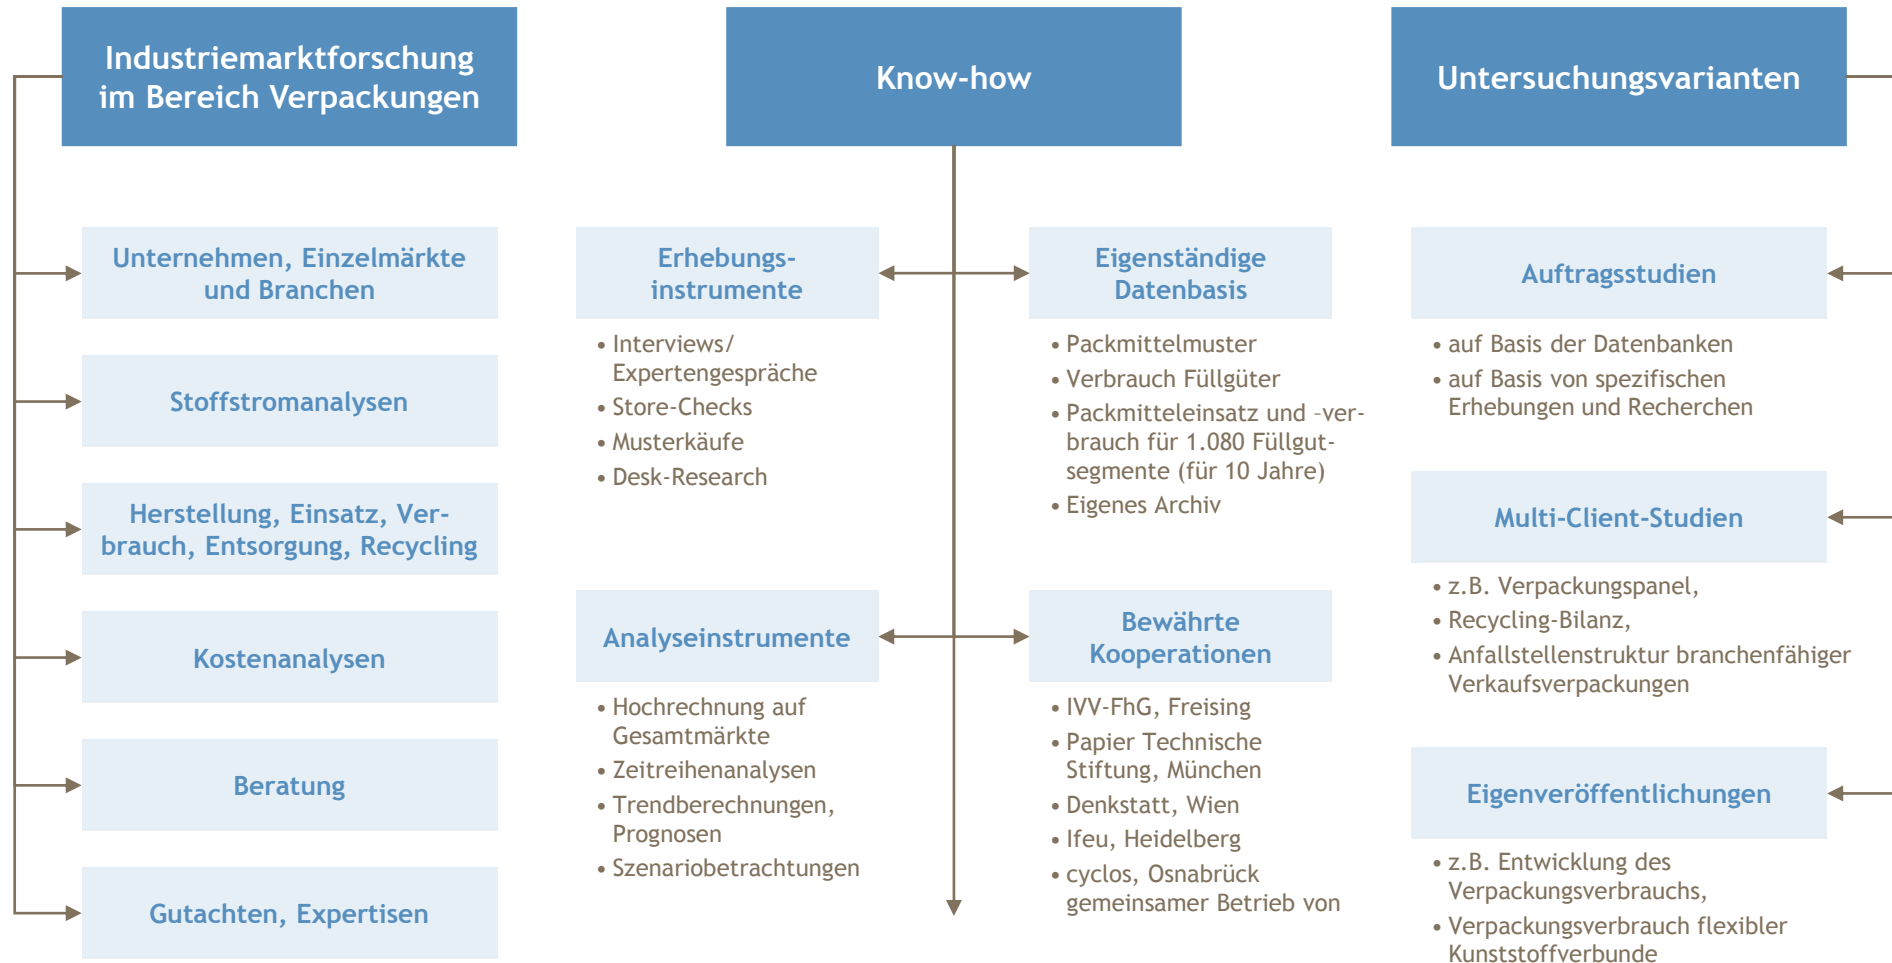 Industriemarktforschung
im Bereich Verpackungen
Unternehmen, Einzelmärkte
und Branchen
Stoffstromanalysen
Herstellung, Einsatz, Ver-
brauch, Entsorgung, Recycling
Kostenanalysen
Beratung
Gutachten, Expertisen
Know-how
Erhebungs-
instrumente
• Interviews/
Expertengespräche
• Store-Checks
• Musterkäufe
• Desk-Research
Eigenständige
Datenbasis
• Packmittelmuster
• Verbrauch Füllgüter
• Packmitteleinsatz und –ver-
brauch für 1.080 Füllgut-
segmente (für 10 Jahre)
• Eigenes Archiv
Analyseinstrumente
• Hochrechnung auf
Gesamtmärkte
• Zeitreihenanalysen
• Trendberechnungen,
Prognosen
• Szenariobetrachtungen
Bewährte
Kooperationen
• IVV-FhG, Freising
• Papier Technische
Stiftung, München
• Denkstatt, Wien
• Ifeu, Heidelberg
• cyclos, Osnabrück
gemeinsamer Betrieb von
Untersuchungsvarianten
Auftragsstudien
• auf Basis der Datenbanken
• auf Basis von spezifischen
Erhebungen und Recherchen
Multi-Client-Studien
• z.B. Verpackungspanel,
• Recycling-Bilanz,
• Anfallstellenstruktur branchenfähiger
Verkaufsverpackungen
Eigenveröffentlichungen
• z.B. Entwicklung des
Verpackungsverbrauchs,
• Verpackungsverbrauch flexibler
Kunststoffverbunde